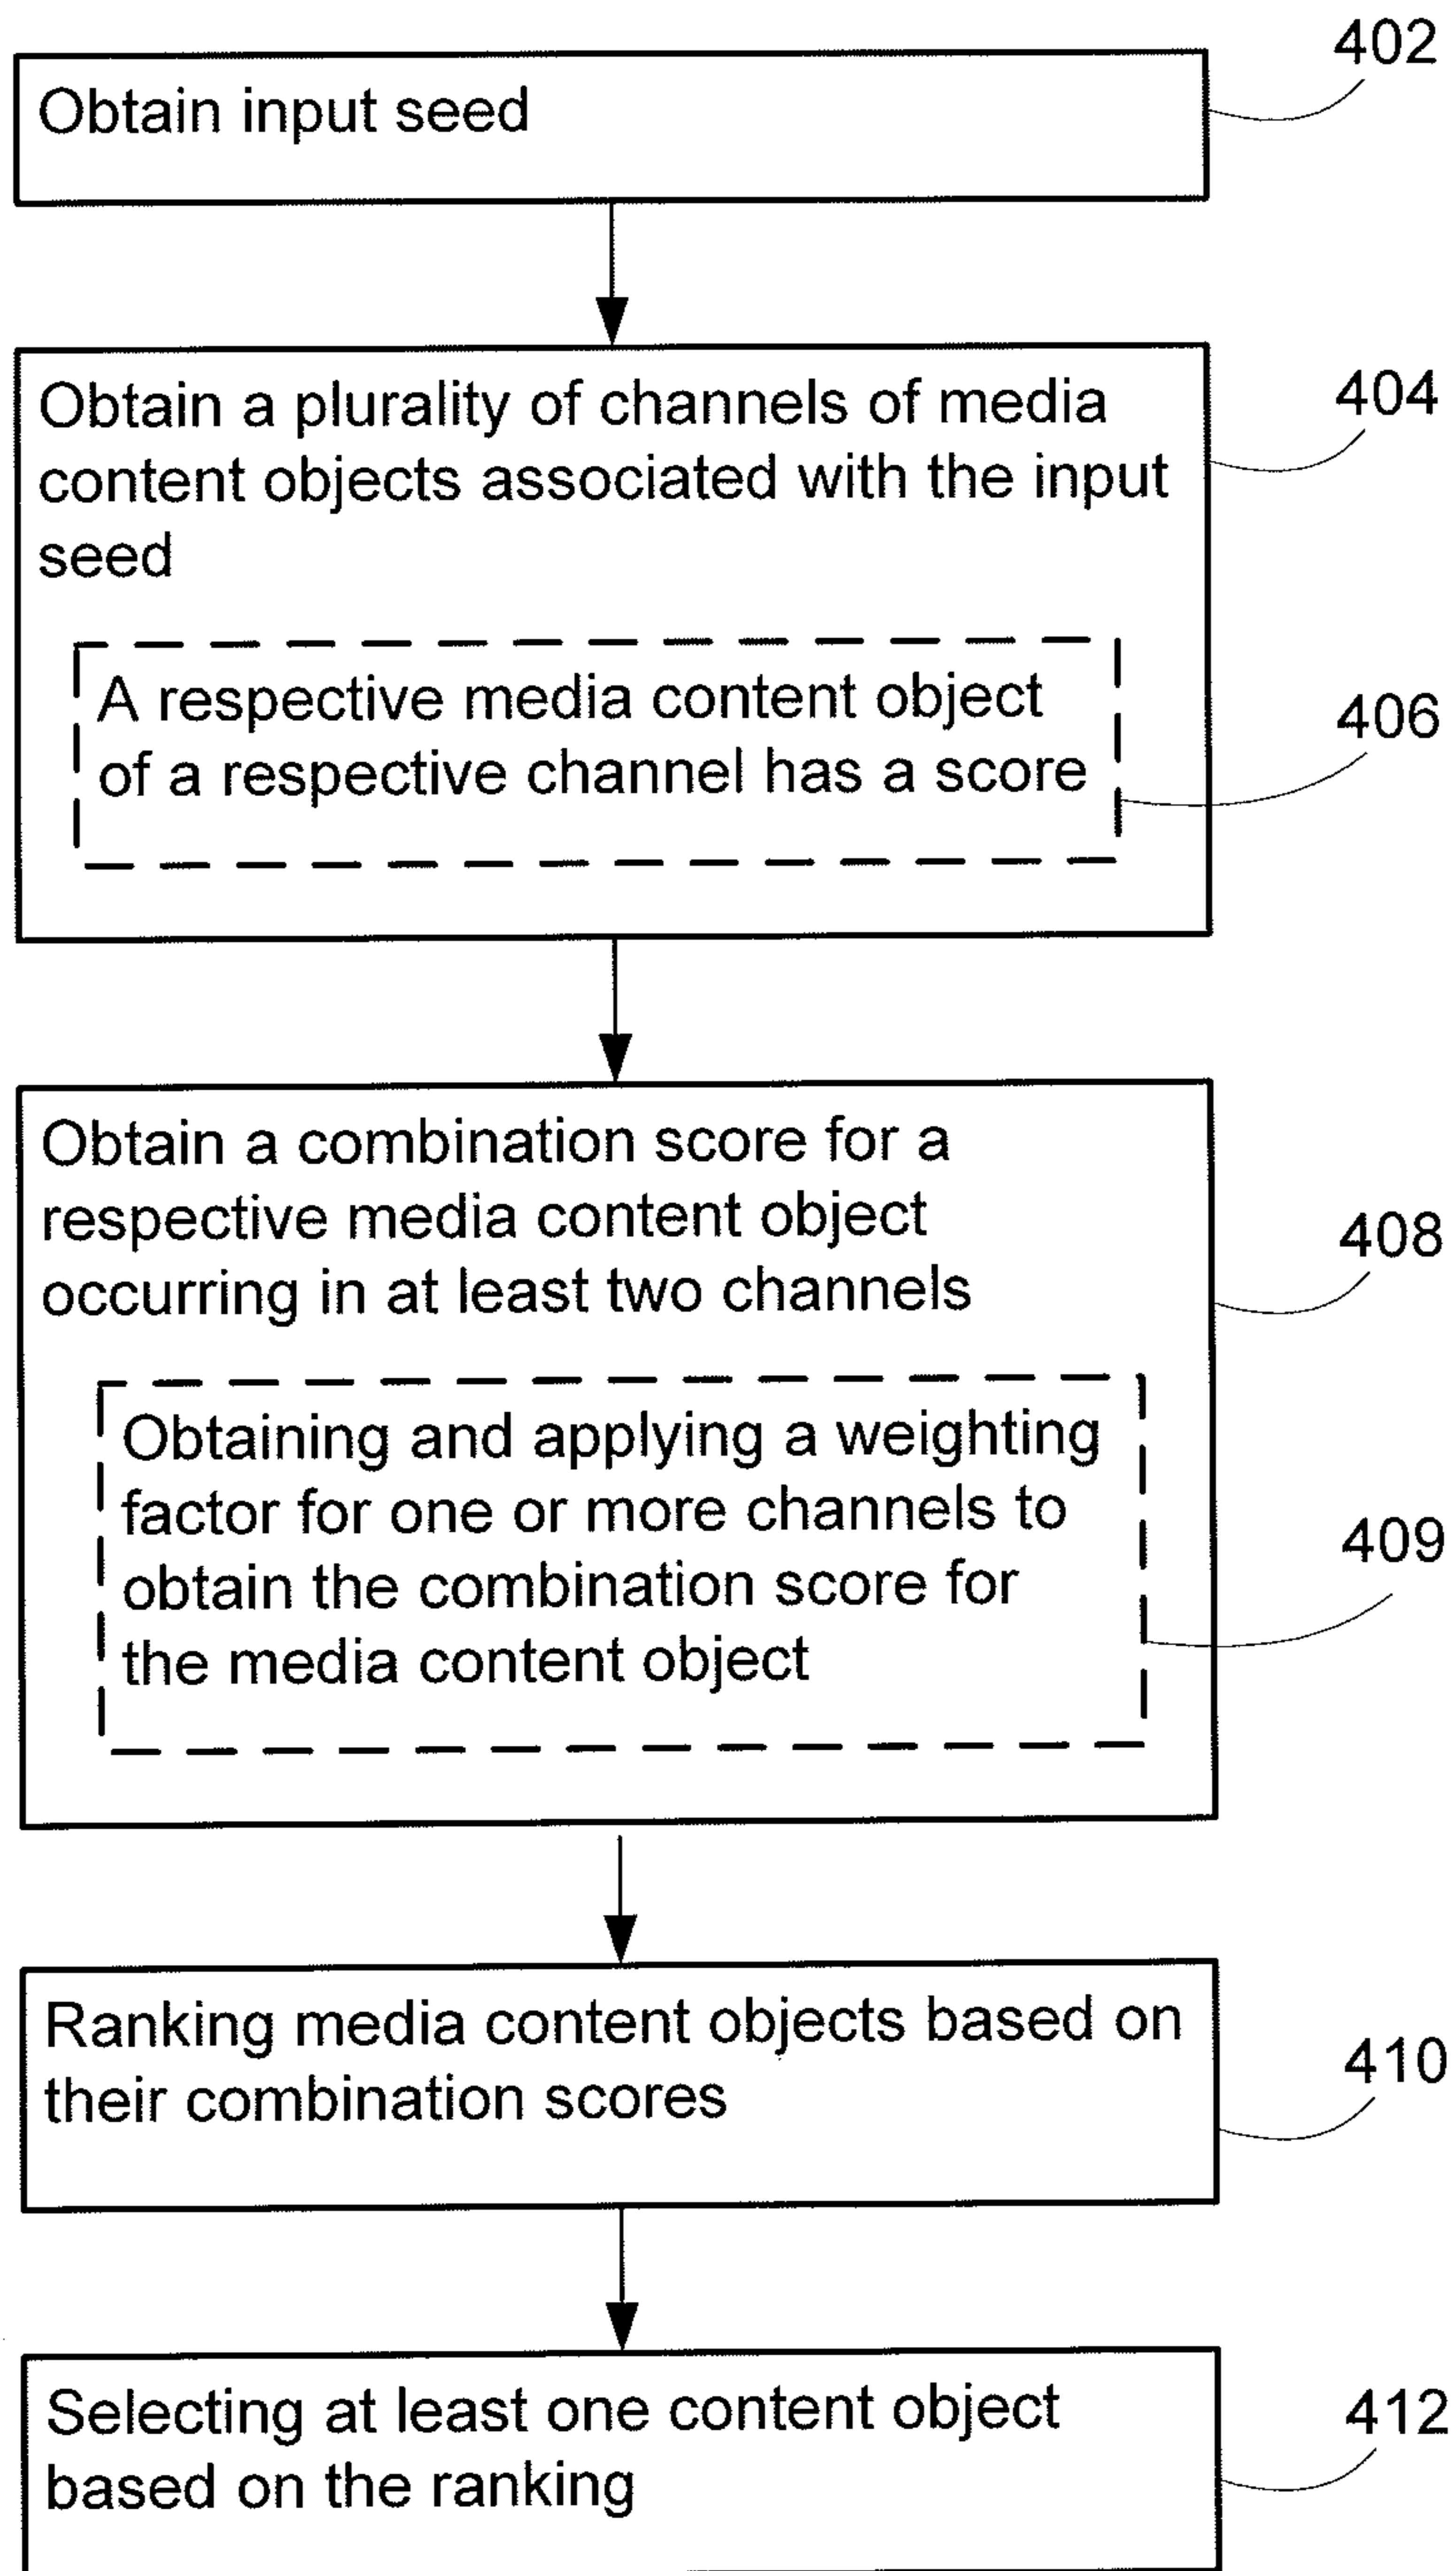 402
Obtain input seed
404
Obtain a plurality of channels of media
content objects associated with the input
seed
A respective media content object
of a respective channel has a score
406
Obtain a combination score for a
respective media content object
occurring in at least two channels
408
Obtaining and applying a weighting
factor for one or more channels to
obtain the combination score for
the media content object
409
Ranking media content objects based on
their combination scores
410
Selecting at least one content object
based on the ranking
412